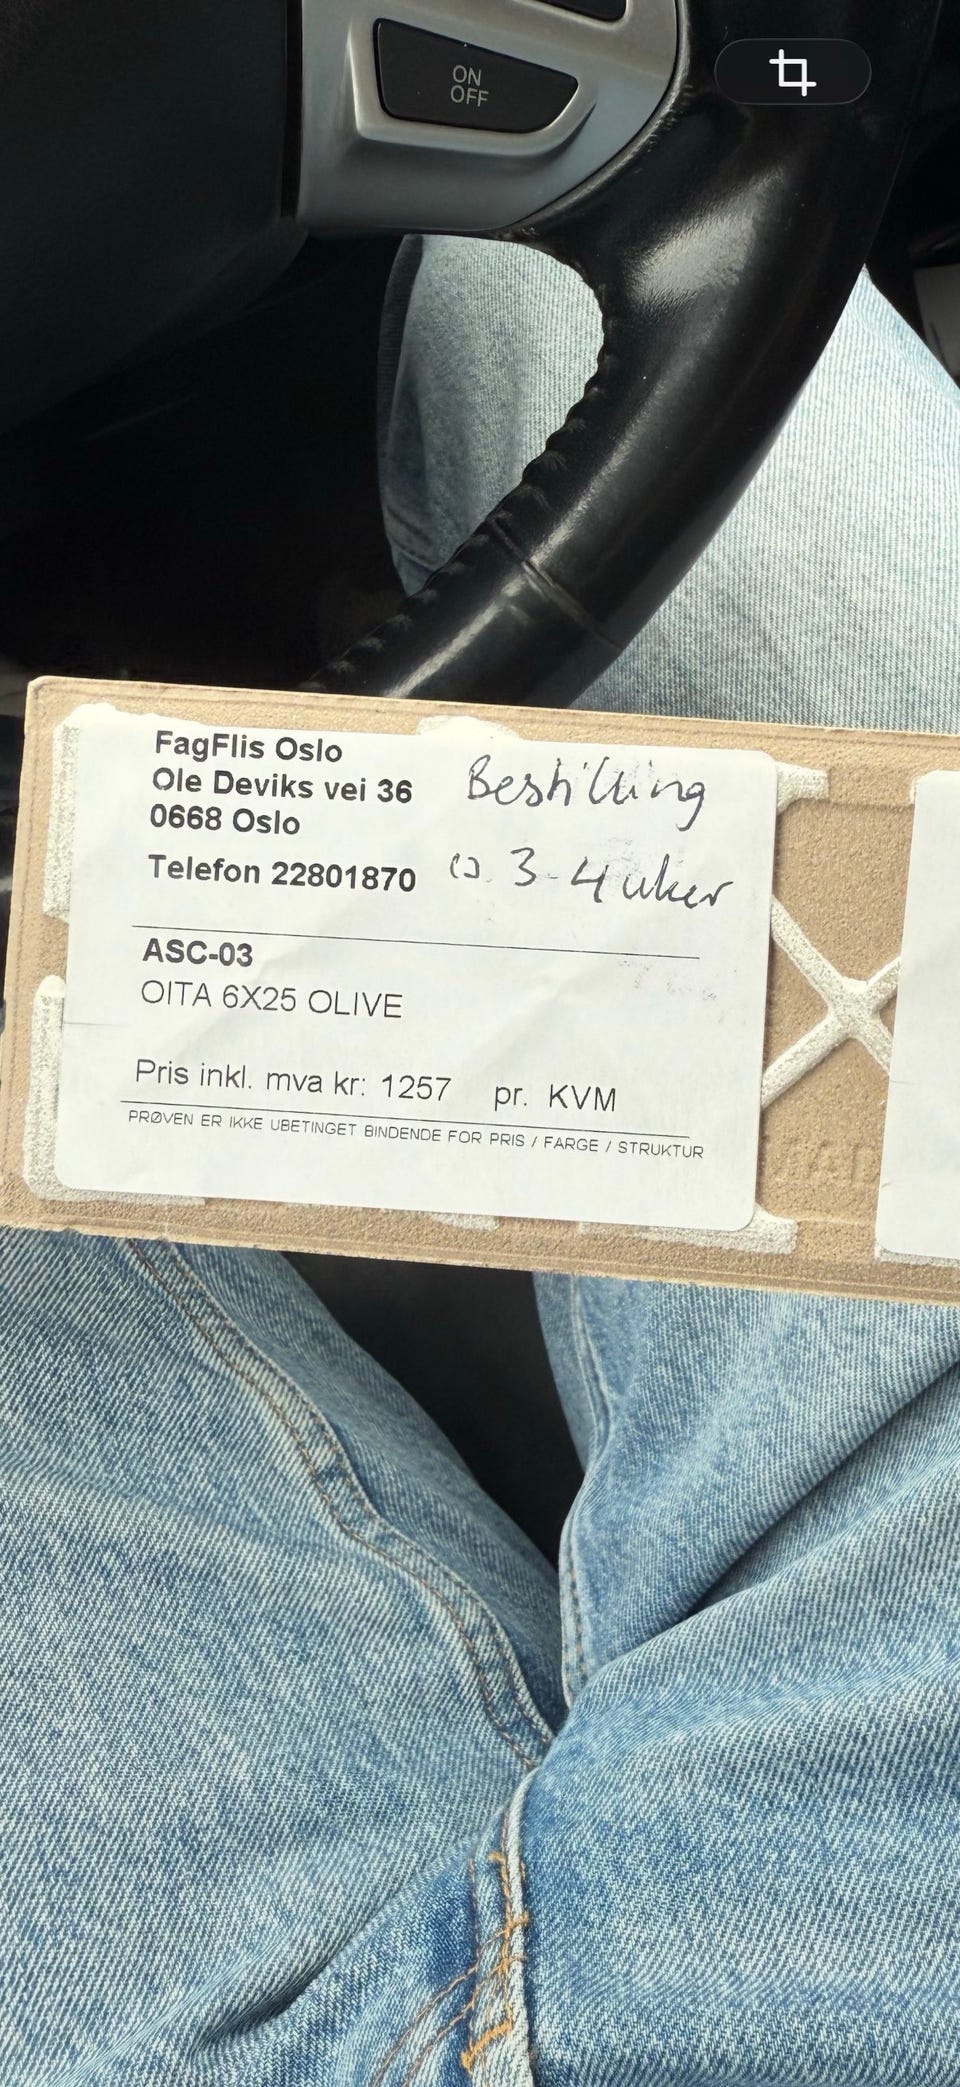 ON
OFF
FagFlis Oslo
Ole Deviks vei 36
0668 Oslo
Telefon 22801870
Bestilling
ca 3-4 uker
ASC-03
OITA 6X25 OLIVE
Pris inkl. mva kr: 1257 pr. KVM
PRØVEN ER IKKE UBETINGET BINDENDE FOR PRIS / FARGE / STRUKTUR